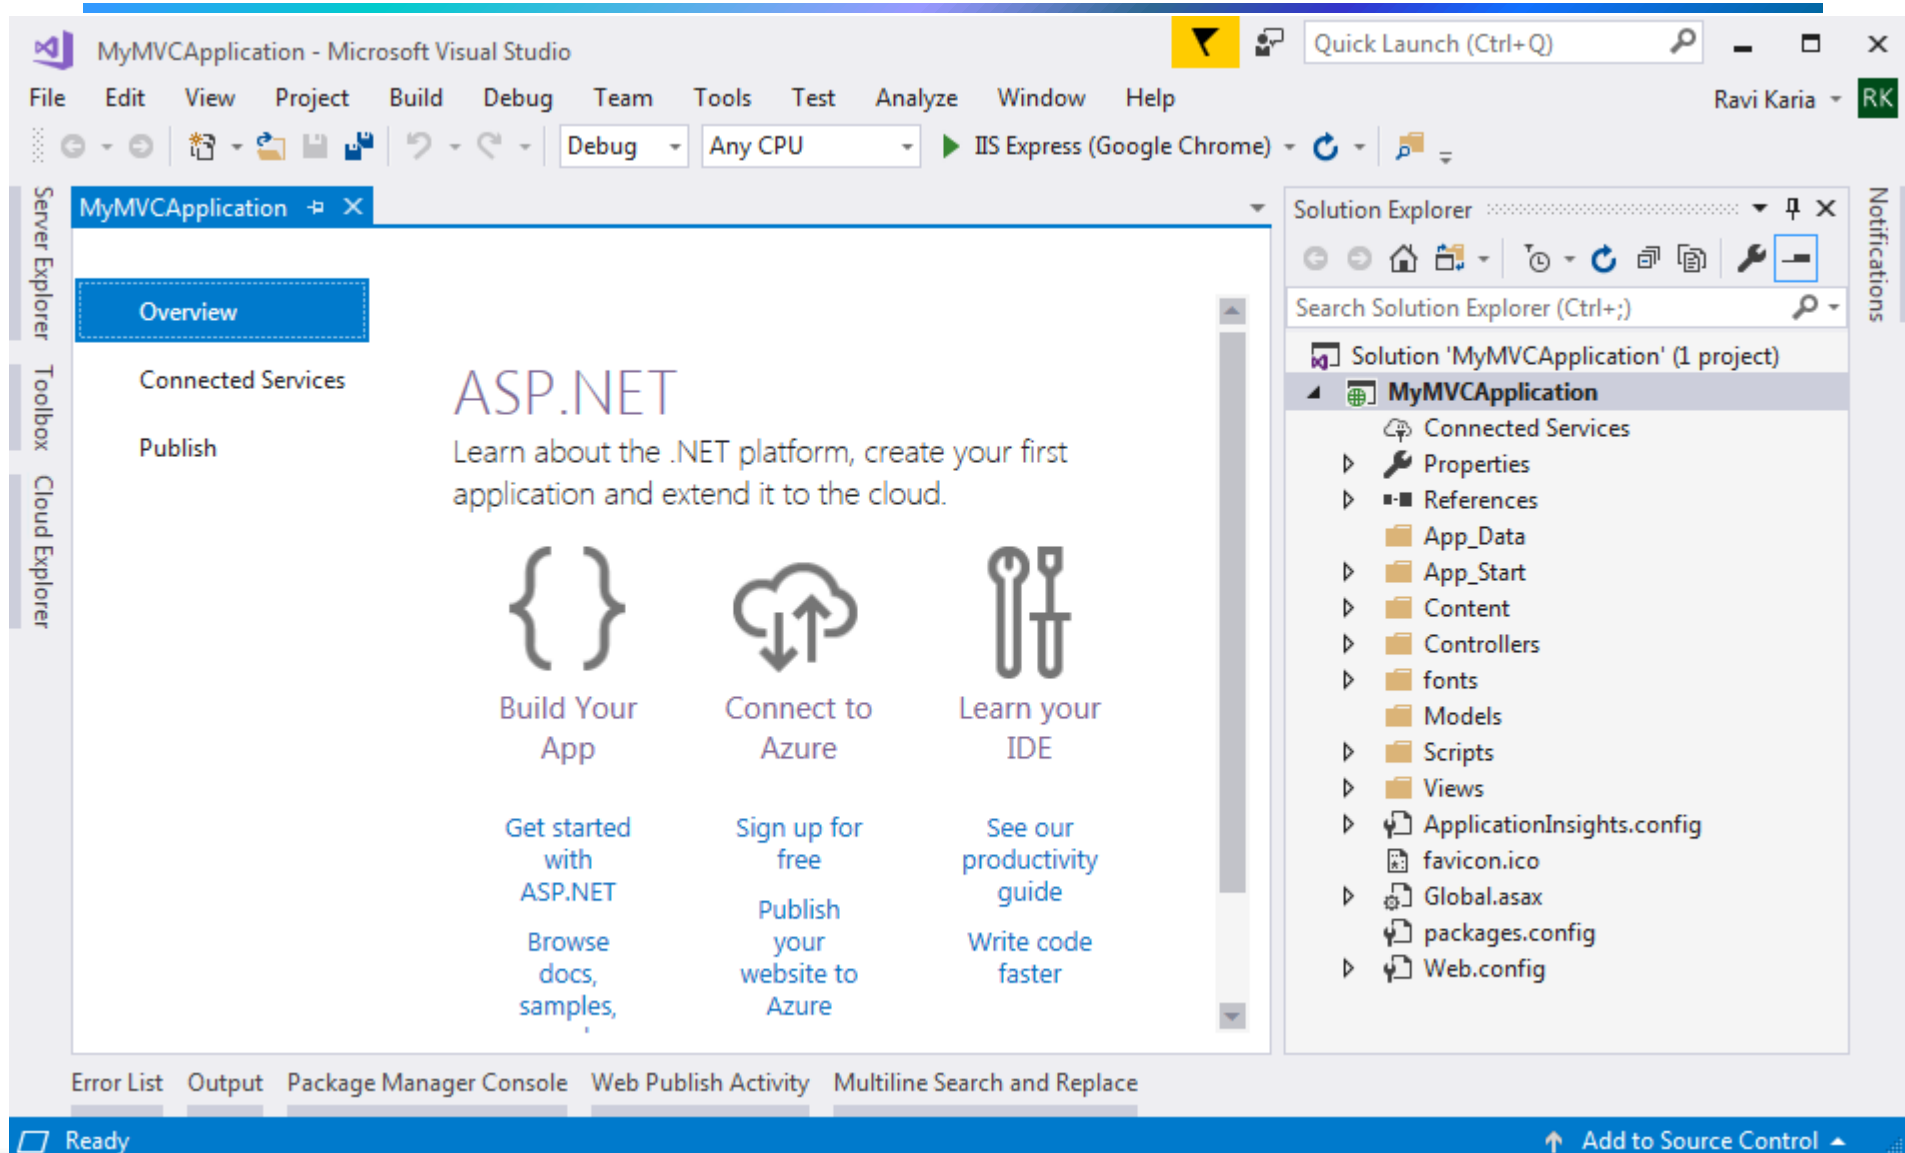 MyMVCApplication - Microsoft Visual Studio
Quick Launch (Ctrl+Q)
File Edit View Project Build Debug Team Tools Test Analyze Window Help
Ravi Karia RK
Debug Any CPU IIS Express (Google Chrome)
Server Explorer
Toolbox
Cloud Explorer
MyMVCApplication
Overview
Connected Services
Publish
ASP.NET
Learn about the .NET platform, create your first
application and extend it to the cloud.
Build Your
App
Get started
with
ASP.NET
Browse
docs,
samples,
Connect to
Azure
Sign up for
free
Publish
your
website to
Azure
Learn your
IDE
See our
productivity
guide
Write code
faster
Solution Explorer
Search Solution Explorer (Ctrl+;)
Solution 'MyMVCApplication' (1 project)
MyMVCApplication
Connected Services
Properties
References
App_Data
App_Start
Content
Controllers
fonts
Models
Scripts
Views
ApplicationInsights.config
favicon.ico
Global.asax
packages.config
Web.config
Notifications
Error List Output Package Manager Console Web Publish Activity Multiline Search and Replace
Ready
Add to Source Control